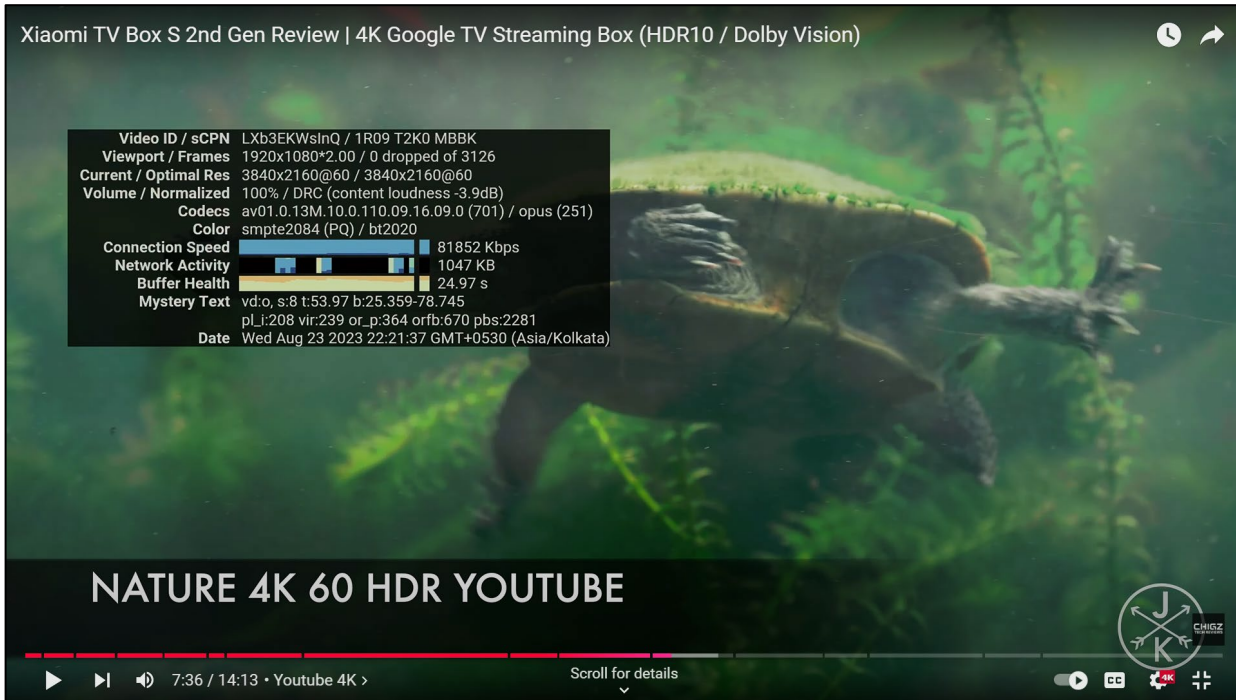 Xiaomi TV Box S 2nd Gen Review | 4K Google TV Streaming Box (HDR10 / Dolby Vision)
Video ID / sCPN LXb3EKWsInQ / 1R09 T2K0 MBBK
Viewport / Frames 1920x1080*2.00 / 0 dropped of 3126
Current / Optimal Res 3840x2160@60 / 3840x2160@60
Volume / Normalized 100% / DRC (content loudness -3.9dB)
Codecs av01.0.13M.10.0.110.09.16.09.0 (701) / opus (251)
Color smpte2084 (PQ) / bt2020
Connection Speed 81852 Kbps
Network Activity 1047 KB
Buffer Health 24.97 s
Mystery Text vd:o, s:8 t:53.97 b:25.359-78.745
pl_i:208 vir:239 or_p:364 orfb:670 pbs:2281
Date Wed Aug 23 2023 22:21:37 GMT+0530 (Asia/Kolkata)
NATURE 4K 60 HDR YOUTUBE
J
K
CHIGZ
TECH REVIEWS
7:36 / 14:13 • Youtube 4K >
Scroll for details
CC
4K